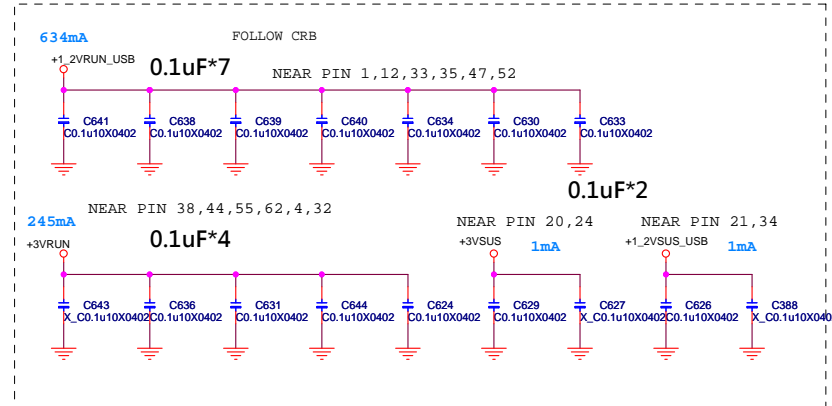 634mA
FOLLOW CRB
+1_2VRUN_USB
0.1uF*7
NEAR PIN 1,12,33,35,47,52
C641
C0.1u10X0402
C638
C0.1u10X0402
C639
C0.1u10X0402
C640
C0.1u10X0402
C634
C0.1u10X0402
C630
C0.1u10X0402
C633
C0.1u10X0402
0.1uF*2
NEAR PIN 38,44,55,62,4,32
245mA
+3VRUN
0.1uF*4
NEAR PIN 20,24
+3VSUS
1mA
NEAR PIN 21,34
+1_2VSUS_USB
1mA
C643
X_C0.1u10X0402
C636
C0.1u10X0402
C631
C0.1u10X0402
C644
C0.1u10X0402
C624
C0.1u10X0402
C629
C0.1u10X0402
C627
X_C0.1u10X0402
C626
C0.1u10X0402
C388
X_C0.1u10X040